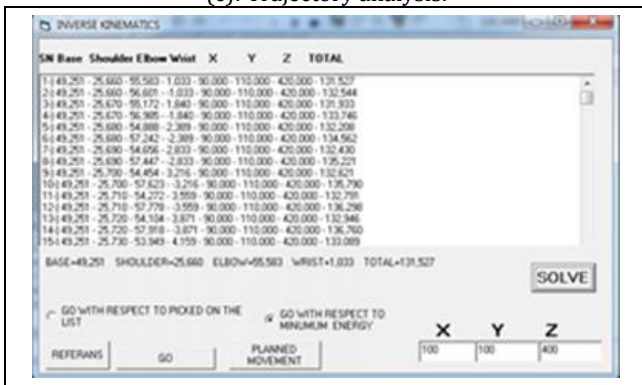 (c). Trajectory analysis.
INVERSE KINEMATICS
SN Base Shoulder Elbow Wrist X Y Z TOTAL
1-| 49,251 - 25,660 - 55,583 - 1,033 - 90,000 - 110,000 - 420,000 - 131,527
2-| 49,251 - 25,660 - 56,601 - -1,033 - 90,000 - 110,000 - 420,000 - 132,544
3-| 49,251 - 25,670 - 55,172 - 1,840 - 90,000 - 110,000 - 420,000 - 131,933
4-| 49,251 - 25,670 - 56,985 - -1,840 - 90,000 - 110,000 - 420,000 - 133,746
5-| 49,251 - 25,680 - 54,888 - 2,389 - 90,000 - 110,000 - 420,000 - 132,208
6-| 49,251 - 25,680 - 57,242 - -2,389 - 90,000 - 110,000 - 420,000 - 134,562
7-| 49,251 - 25,690 - 54,656 - 2,833 - 90,000 - 110,000 - 420,000 - 132,430
8-| 49,251 - 25,690 - 57,447 - -2,833 - 90,000 - 110,000 - 420,000 - 135,221
9-| 49,251 - 25,700 - 54,454 - 3,216 - 90,000 - 110,000 - 420,000 - 132,621
10-| 49,251 - 25,700 - 57,623 - -3,216 - 90,000 - 110,000 - 420,000 - 135,790
11-| 49,251 - 25,710 - 54,272 - 3,559 - 90,000 - 110,000 - 420,000 - 132,791
12-| 49,251 - 25,710 - 57,778 - -3,559 - 90,000 - 110,000 - 420,000 - 136,298
13-| 49,251 - 25,720 - 54,104 - 3,871 - 90,000 - 110,000 - 420,000 - 132,946
14-| 49,251 - 25,720 - 57,918 - -3,871 - 90,000 - 110,000 - 420,000 - 136,760
15-| 49,251 - 25,730 - 53,949 - 4,159 - 90,000 - 110,000 - 420,000 - 133,089
BASE=49,251 SHOULDER=25,660 ELBOW=55,583 WRIST=1,033 TOTAL=131,527
SOLVE
GO WITH RESPECT TO PICKED ON THE LIST
GO WITH RESPECT TO MINUMUM ENERGY
X Y Z
100 100 400
REFERANS
GO
PLANNED MOVEMENT